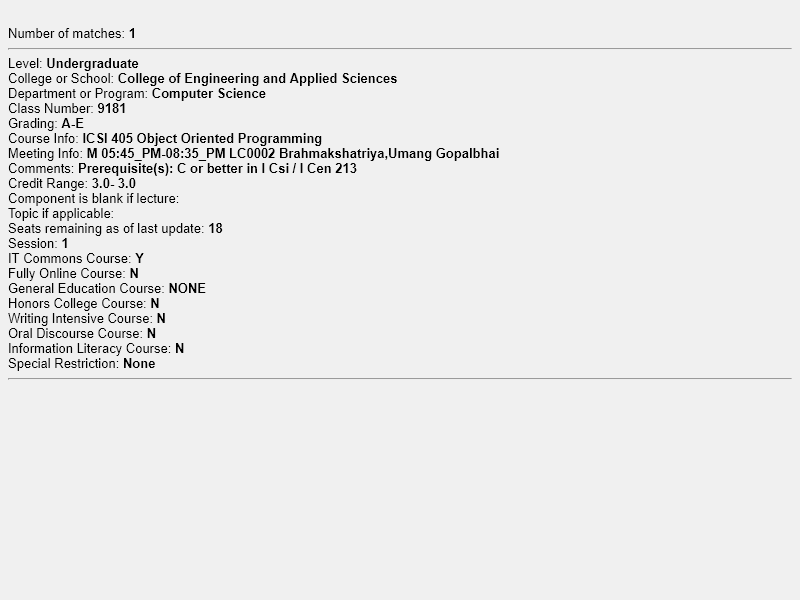 Number of matches: 1
Level: Undergraduate
College or School: College of Engineering and Applied Sciences
Department or Program: Computer Science
Class Number: 9181
Grading: A-E
Course Info: ICSI 405 Object Oriented Programming
Meeting Info: M 05:45_PM-08:35_PM LC0002 Brahmakshatriya,Umang Gopalbhai
Comments: Prerequisite(s): C or better in I Csi / I Cen 213
Credit Range: 3.0- 3.0
Component is blank if lecture:
Topic if applicable:
Seats remaining as of last update: 18
Session: 1
IT Commons Course: Y
Fully Online Course: N
General Education Course: NONE
Honors College Course: N
Writing Intensive Course: N
Oral Discourse Course: N
Information Literacy Course: N
Special Restriction: None